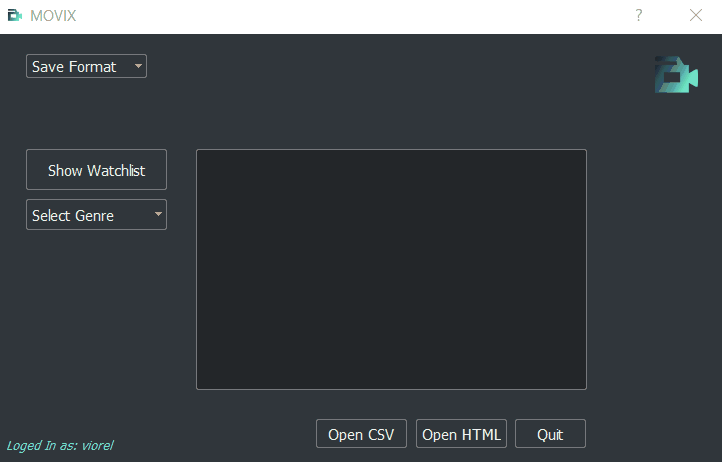 MOVIX
?
Save Format
Show Watchlist
Select Genre
Open CSV
Open HTML
Quit
Loged In as: viorel